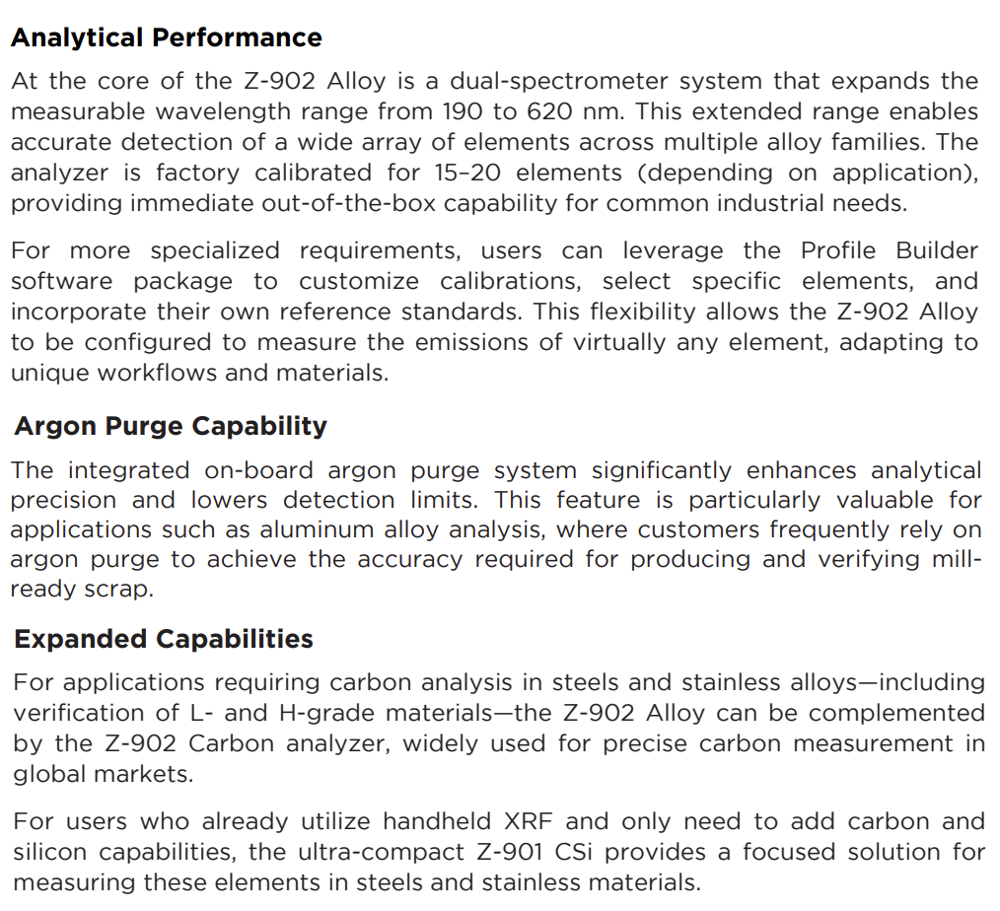 Analytical Performance
At the core of the Z-902 Alloy is a dual-spectrometer system that expands the
measurable wavelength range from 190 to 620 nm. This extended range enables
accurate detection of a wide array of elements across multiple alloy families. The
analyzer is factory calibrated for 15–20 elements (depending on application),
providing immediate out-of-the-box capability for common industrial needs.
For more specialized requirements, users can leverage the Profile Builder
software package to customize calibrations, select specific elements, and
incorporate their own reference standards. This flexibility allows the Z-902 Alloy
to be configured to measure the emissions of virtually any element, adapting to
unique workflows and materials.
Argon Purge Capability
The integrated on-board argon purge system significantly enhances analytical
precision and lowers detection limits. This feature is particularly valuable for
applications such as aluminum alloy analysis, where customers frequently rely on
argon purge to achieve the accuracy required for producing and verifying mill-
ready scrap.
Expanded Capabilities
For applications requiring carbon analysis in steels and stainless alloys—including
verification of L- and H-grade materials—the Z-902 Alloy can be complemented
by the Z-902 Carbon analyzer, widely used for precise carbon measurement in
global markets.
For users who already utilize handheld XRF and only need to add carbon and
silicon capabilities, the ultra-compact Z-901 CSi provides a focused solution for
measuring these elements in steels and stainless materials.